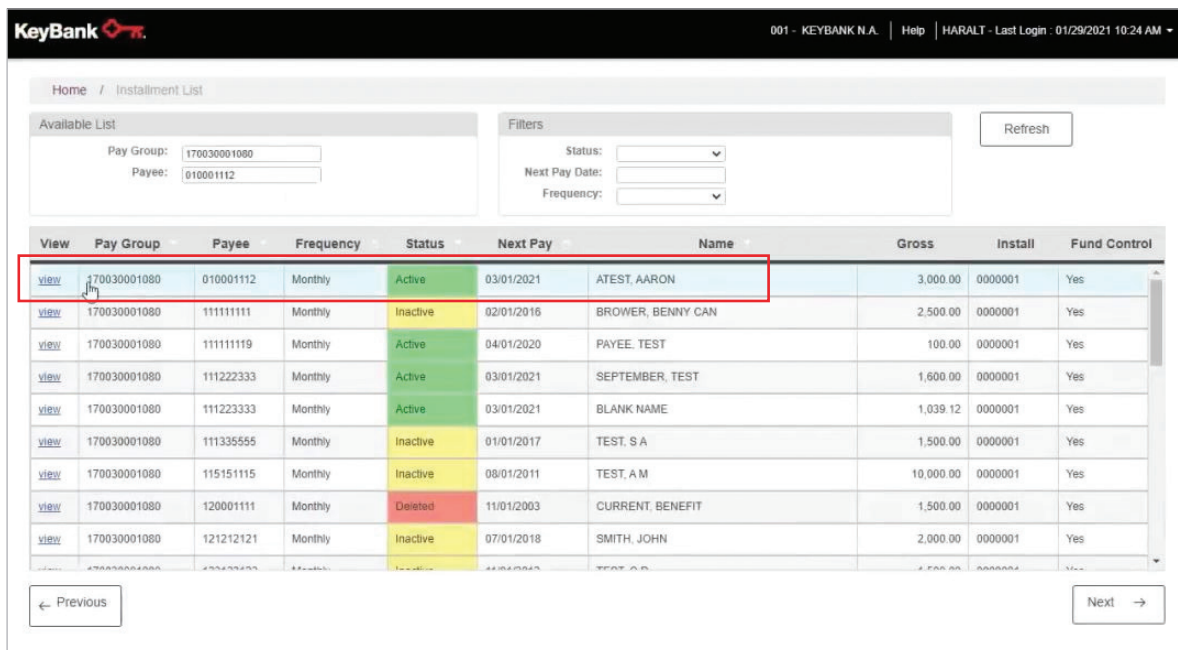 KeyBank
001 - KEYBANK N.A. | Help | HARALT - Last Login : 01/29/2021 10:24 AM
Home / Installment List
Available List
Pay Group: 170030001080
Payee: 010001112
Filters
Status:
Next Pay Date:
Frequency:
Refresh
View Pay Group Payee Frequency Status Next Pay Name Gross Install Fund Control
view 170030001080 010001112 Monthly Active 03/01/2021 ATEST, AARON 3,000.00 0000001 Yes
view 170030001080 111111111 Monthly Inactive 02/01/2016 BROWER, BENNY CAN 2,500.00 0000001 Yes
view 170030001080 111111119 Monthly Active 04/01/2020 PAYEE, TEST 100.00 0000001 Yes
view 170030001080 111222333 Monthly Active 03/01/2021 SEPTEMBER, TEST 1,600.00 0000001 Yes
view 170030001080 111223333 Monthly Active 03/01/2021 BLANK NAME 1,039.12 0000001 Yes
view 170030001080 111335555 Monthly Inactive 01/01/2017 TEST, S A 1,500.00 0000001 Yes
view 170030001080 115151115 Monthly Inactive 08/01/2011 TEST, A M 10,000.00 0000001 Yes
view 170030001080 120001111 Monthly Deleted 11/01/2003 CURRENT, BENEFIT 1,500.00 0000001 Yes
view 170030001080 121212121 Monthly Inactive 07/01/2018 SMITH, JOHN 2,000.00 0000001 Yes
← Previous
Next →